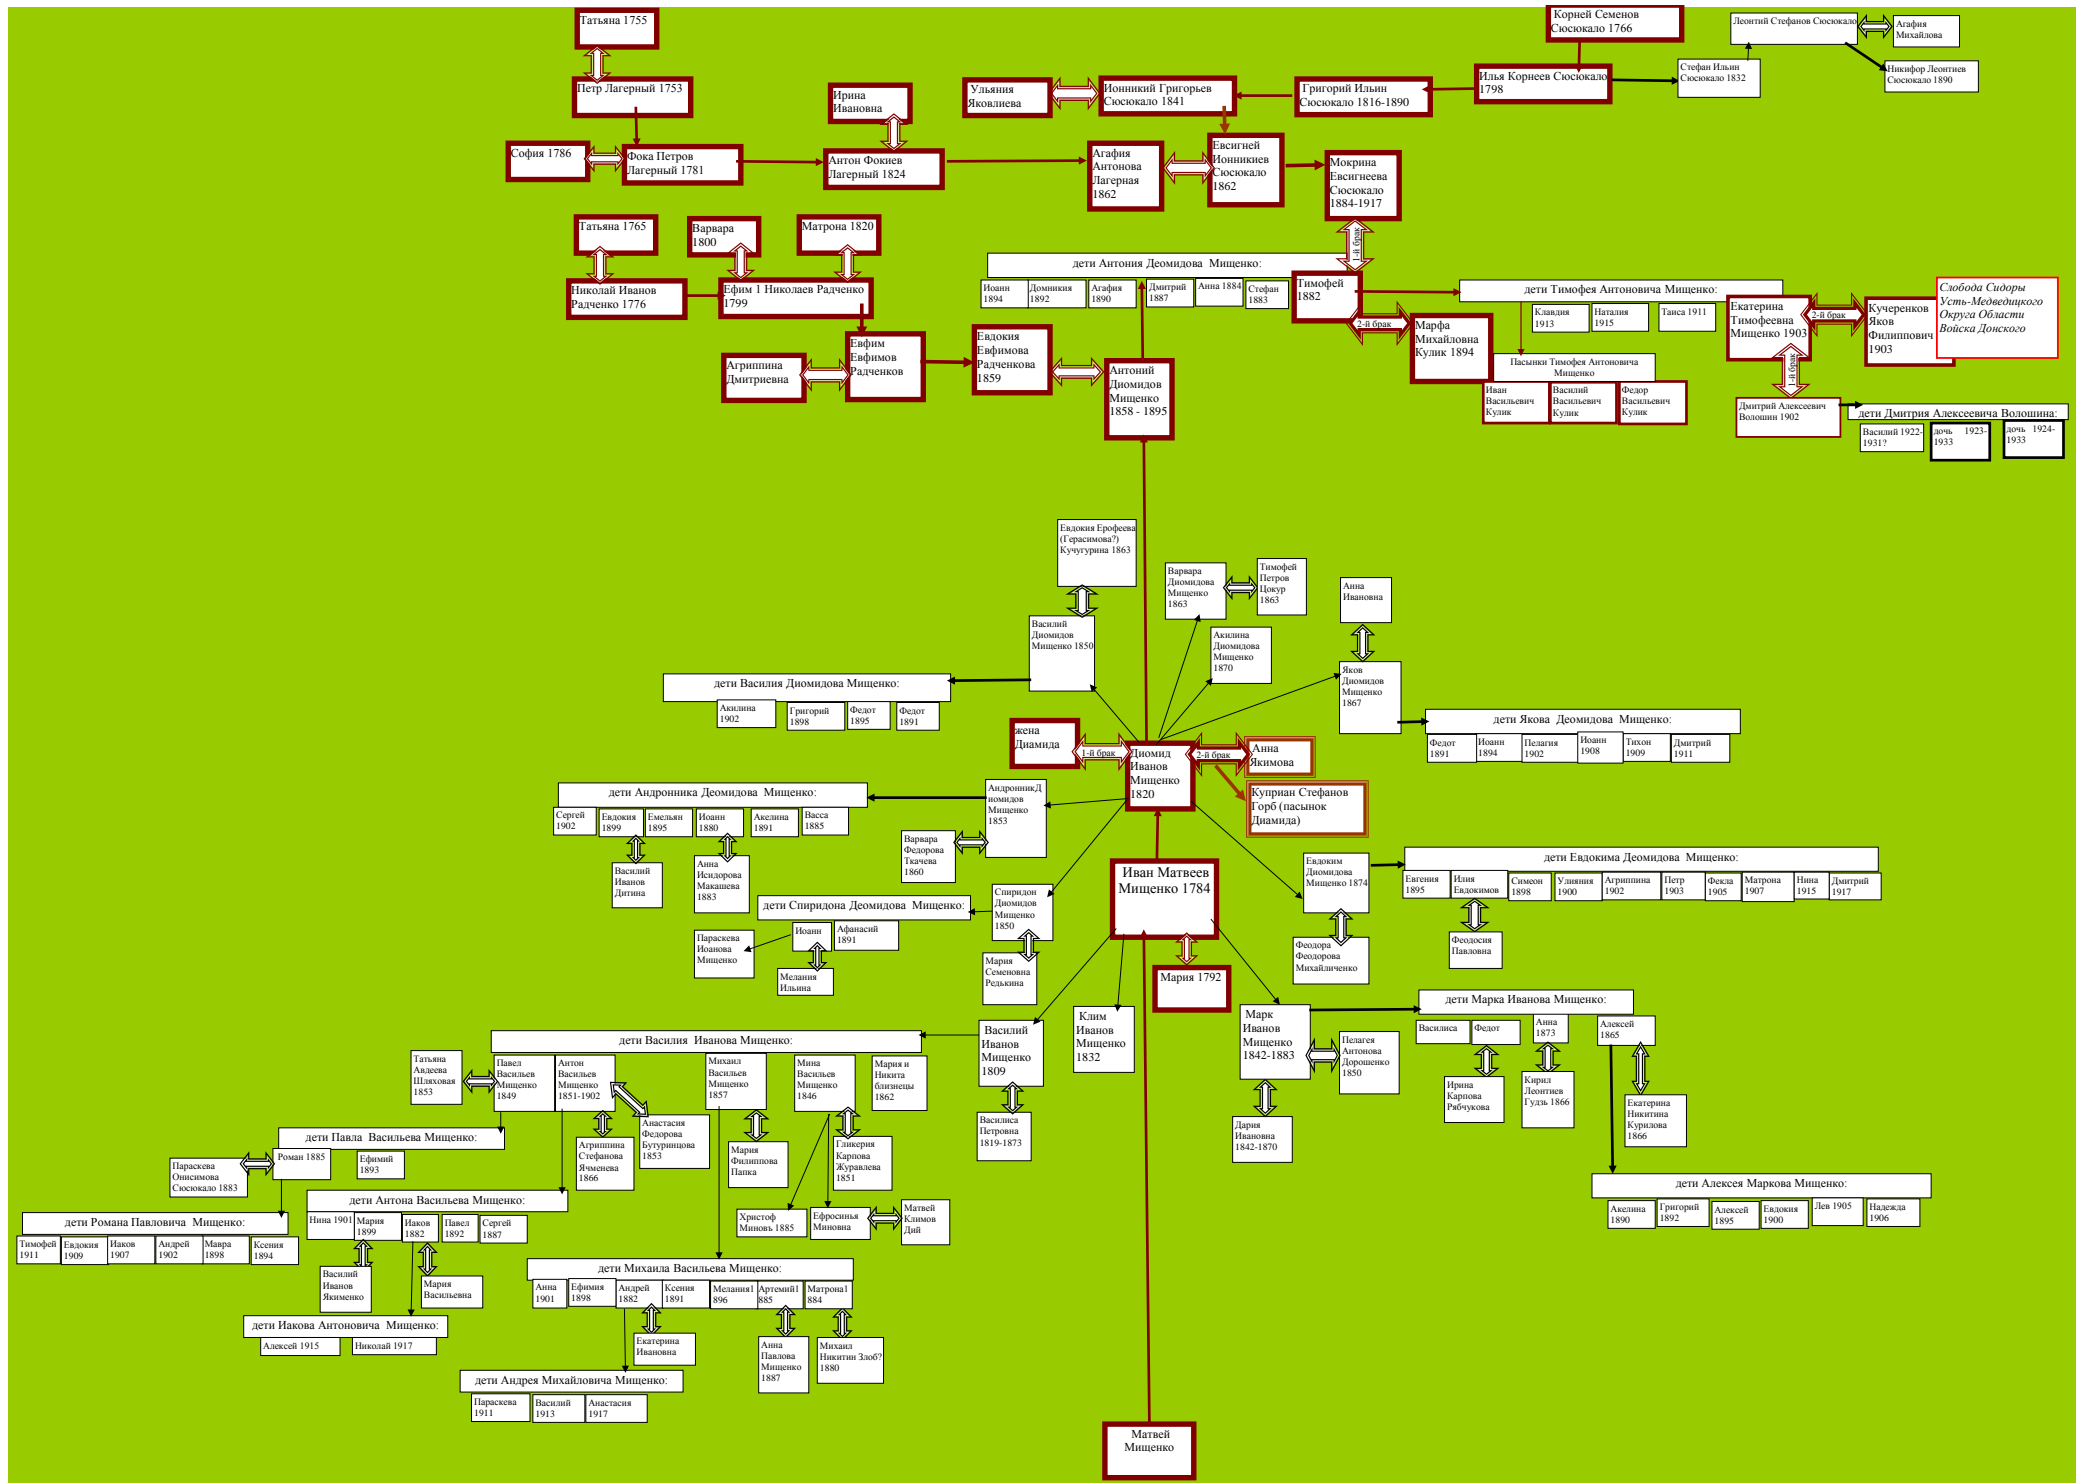 Татьяна 1755
Петр Лагерный 1753
София 1786
Фока Петров
Лагерный 1781
Ирина
Ивановна
Антон Фокиев
Лагерный 1824
Ульяния
Яковлиева
Ионникий Григорьев
Сюсюкало 1841
Григорий Ильин
Сюсюкало 1816-1890
Корней Семенов
Сюсюкало 1766
Илья Корнеев Сюсюкало
1798
Леонтий Стефанов Сюсюкало
Агафия
Михайлова
Стефан Ильин
Сюсюкало 1832
Никифор Леонтиев
Сюсюкало 1890
Агафия
Антонова
Лагерная
1862
Евсигней
Ионникиев
Сюсюкало
1862
Мокрина
Евсигнеева
Сюсюкало
1884-1917
1-й брак
Татьяна 1765
Николай Иванов
Радченко 1776
Варвара
1800
Матрона 1820
Ефим 1 Николаев Радченко
1799
Агриппина
Дмитриевна
Евфим
Евфимов
Радченков
Евдокия
Евфимова
Радченкова
1859
Антоний
Диомидов
Мищенко
1858 - 1895
дети Антония Деомидова Мищенко:
Иоанн
1894
Домникия
1892
Агафия
1890
Дмитрий
1887
Анна 1884
Стефан
1883
Тимофей
1882
2-й брак
Марфа
Михайловна
Кулик 1894
дети Тимофея Антоновича Мищенко:
Клавдия
1913
Наталия
1915
Таиса 1911
Пасынки Тимофея Антоновича
Мищенко
Иван
Васильевич
Кулик
Василий
Васильевич
Кулик
Федор
Васильевич
Кулик
Екатерина
Тимофеевна
Мищенко 1903
2-й брак
Кучеренков
Яков
Филиппович
1903
Слобода Сидоры
Усть-Медведицкого
Округа Области
Войска Донского
1-й брак
Дмитрий Алексеевич
Волошин 1902
дети Дмитрия Алексеевича Волошина:
Василий 1922-
1931?
дочь 1923-
1933
дочь 1924-
1933
Евдокия Ерофеева
(Герасимова?)
Кучугурина 1863
Василий
Диомидов
Мищенко 1850
Варвара
Диомидова
Мищенко
1863
Тимофей
Петров
Цокур
1863
Акилина
Диомидова
Мищенко
1870
Анна
Ивановна
Яков
Диомидов
Мищенко
1867
дети Василия Диомидова Мищенко:
Акилина
1902
Григорий
1898
Федот
1895
Федот
1891
дети Якова Деомидова Мищенко:
Федот
1891
Иоанн
1894
Пелагия
1902
Иоанн
1908
Тихон
1909
Дмитрий
1911
жена
Диамида
1-й брак
Диомид
Иванов
Мищенко
1820
2-й брак
Анна
Якимова
Куприан Стефанов
Горб (пасынок
Диамида)
дети Андронника Деомидова Мищенко:
Сергей
1902
Евдокия
1899
Емельян
1895
Иоанн
1880
Акелина
1891
Васса
1885
Василий
Иванов
Дитина
Анна
Исидорова
Макашева
1883
АндронникД
иомидов
Мищенко
1853
Варвара
Федорова
Ткачева
1860
Иван Матвеев
Мищенко 1784
Мария 1792
Евдоким
Диомидова
Мищенко 1874
Феодора
Феодорова
Михайличенко
дети Евдокима Деомидова Мищенко:
Евгения
1895
Илия
Евдокимов
Симеон
1898
Улияния
1900
Агриппина
1902
Петр
1903
Фекла
1905
Матрона
1907
Нина
1915
Дмитрий
1917
Феодосия
Павловна
дети Спиридона Деомидова Мищенко:
Параскева
Иоанова
Мищенко
Иоанн
Афанасий
1891
Мелания
Ильина
Спиридон
Диомидов
Мищенко
1850
Мария
Семеновна
Редькина
Василий
Иванов
Мищенко
1809
Василиса
Петровна
1819-1873
Клим
Иванов
Мищенко
1832
Марк
Иванов
Мищенко
1842-1883
Пелагея
Антонова
Дорошенко
1850
Дария
Ивановна
1842-1870
дети Марка Иванова Мищенко:
Василиса
Федот
Анна
1873
Алексей
1865
Ирина
Карпова
Рябчукова
Кирил
Леонтиев
Гудзь 1866
Екатерина
Никитина
Курилова
1866
дети Алексея Маркова Мищенко:
Акелина
1890
Григорий
1892
Алексей
1895
Евдокия
1900
Лев 1905
Надежда
1906
дети Василия Иванова Мищенко:
Татьяна
Авдеева
Шляховая
1853
Павел
Васильев
Мищенко
1849
Антон
Васильев
Мищенко
1851-1902
Михаил
Васильев
Мищенко
1857
Мина
Васильев
Мищенко
1846
Мария и
Никита
близнецы
1862
Агриппина
Стефанова
Ячменева
1866
Анастасия
Федорова
Бутуринцова
1853
Мария
Филиппова
Папка
Гликерия
Карпова
Журавлева
1851
Христоф
Миновъ 1885
Ефросинья
Миновна
Матвей
Климов
Дий
дети Павла Васильева Мищенко:
Параскева
Онисимова
Сюсюкало 1883
Роман 1885
Ефимий
1893
дети Романа Павловича Мищенко:
Тимофей
1911
Евдокия
1909
Иаков
1907
Андрей
1902
Мавра
1898
Ксения
1894
дети Антона Васильева Мищенко:
Нина 1901
Мария
1899
Иаков
1882
Павел
1892
Сергей
1887
Василий
Иванов
Якименко
Мария
Васильевна
дети Иакова Антоновича Мищенко:
Алексей 1915
Николай 1917
дети Михаила Васильева Мищенко:
Анна
1901
Ефимия
1898
Андрей
1882
Ксения
1891
Мелания1
896
Артемий1
885
Матрона1
884
Екатерина
Ивановна
Анна
Павлова
Мищенко
1887
Михаил
Никитин Злоб?
1880
дети Андрея Михайловича Мищенко:
Параскева
1911
Василий
1913
Анастасия
1917
Матвей
Мищенко